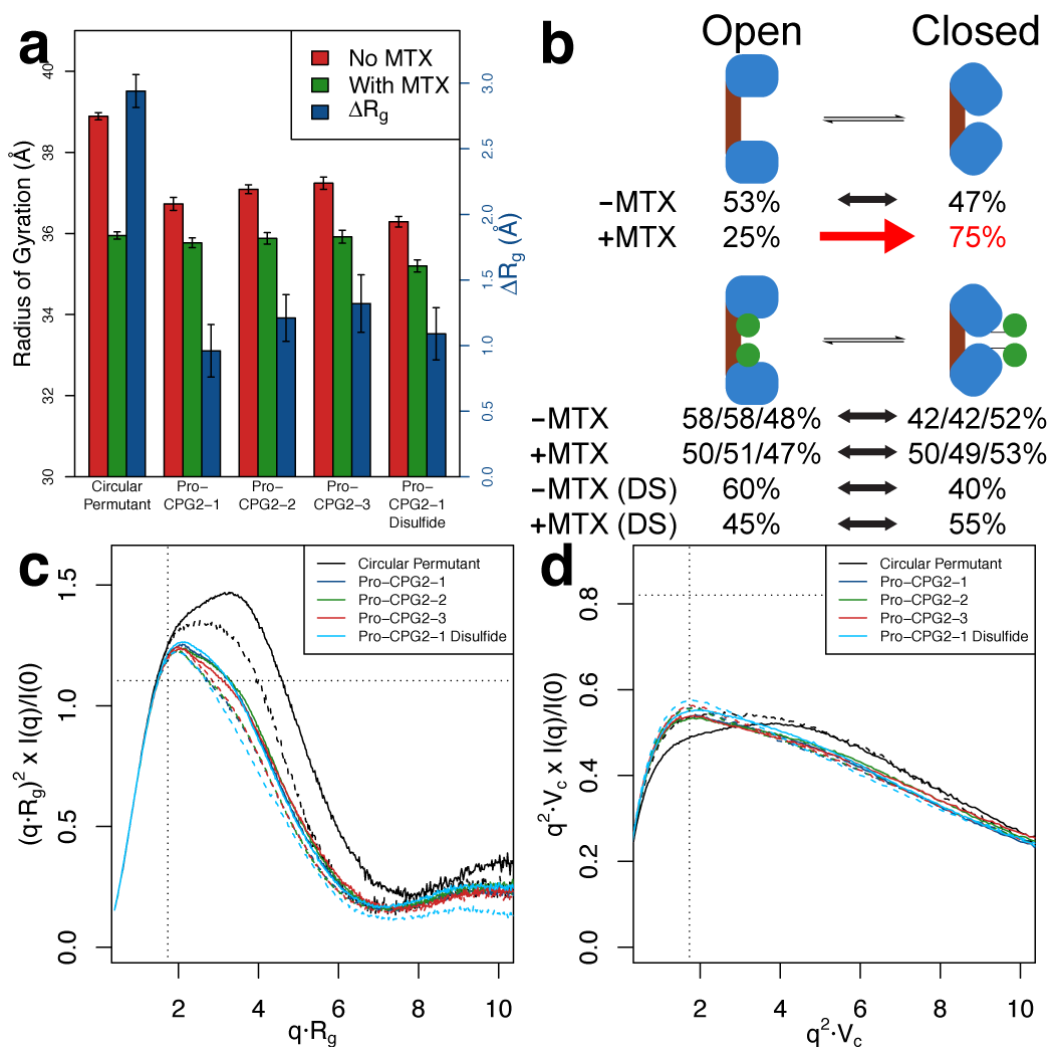 a
No MTX
With MTX
ΔRg
Radius of Gyration (Å)
40
38
36
34
32
30
3.0
2.5
2.0
1.5
1.0
0.5
0.0
ΔRg (Å)
Circular Permutant
Pro−CPG2−1
Pro−CPG2−2
Pro−CPG2−3
Pro−CPG2−1 Disulfide
b
Open Closed
−MTX 53% 47%
+MTX 25% 75%
−MTX 58/58/48% 42/42/52%
+MTX 50/51/47% 50/49/53%
−MTX (DS) 60% 40%
+MTX (DS) 45% 55%
c
Circular Permutant
Pro−CPG2−1
Pro−CPG2−2
Pro−CPG2−3
Pro−CPG2−1 Disulfide
(q·Rg)² x I(q)/I(0)
1.5
1.0
0.5
0.0
2 4 6 8 10
q·Rg
d
Circular Permutant
Pro−CPG2−1
Pro−CPG2−2
Pro−CPG2−3
Pro−CPG2−1 Disulfide
q²·Vc x I(q)/I(0)
0.8
0.6
0.4
0.2
0.0
2 4 6 8 10
q²·Vc